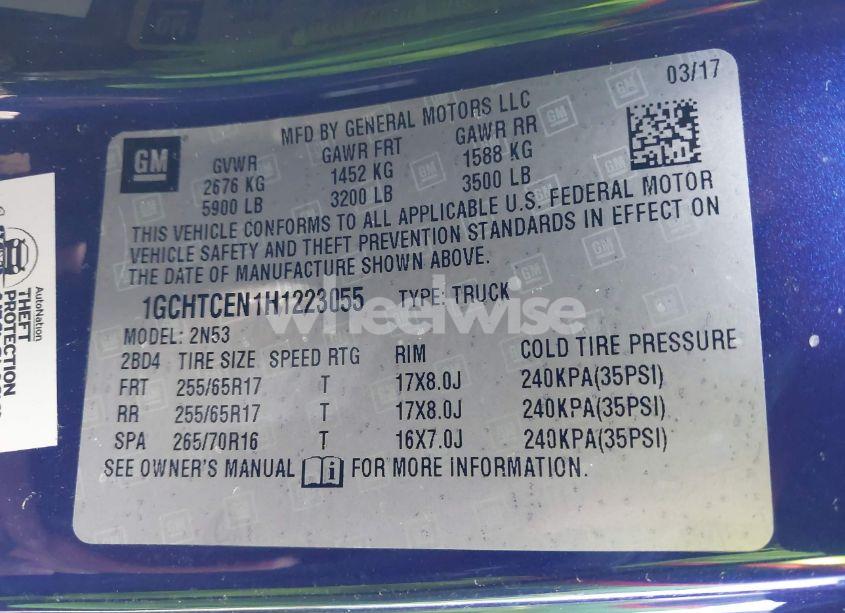 03/17
MFD BY GENERAL MOTORS LLC
GM
GVWR GAWR FRT GAWR RR
2676 KG 1452 KG 1588 KG
5900 LB 3200 LB 3500 LB
THIS VEHICLE CONFORMS TO ALL APPLICABLE U.S. FEDERAL MOTOR
VEHICLE SAFETY AND THEFT PREVENTION STANDARDS IN EFFECT ON
THE DATE OF MANUFACTURE SHOWN ABOVE.
1GCHTCEN1H1223055 TYPE: TRUCK
wheelwise
MODEL: 2N53
2BD4 TIRE SIZE SPEED RTG RIM COLD TIRE PRESSURE
FRT 255/65R17 T 17X8.0J 240KPA(35PSI)
RR 255/65R17 T 17X8.0J 240KPA(35PSI)
SPA 265/70R16 T 16X7.0J 240KPA(35PSI)
SEE OWNER'S MANUAL i FOR MORE INFORMATION.
AutoNation
THEFT
PROTECTION